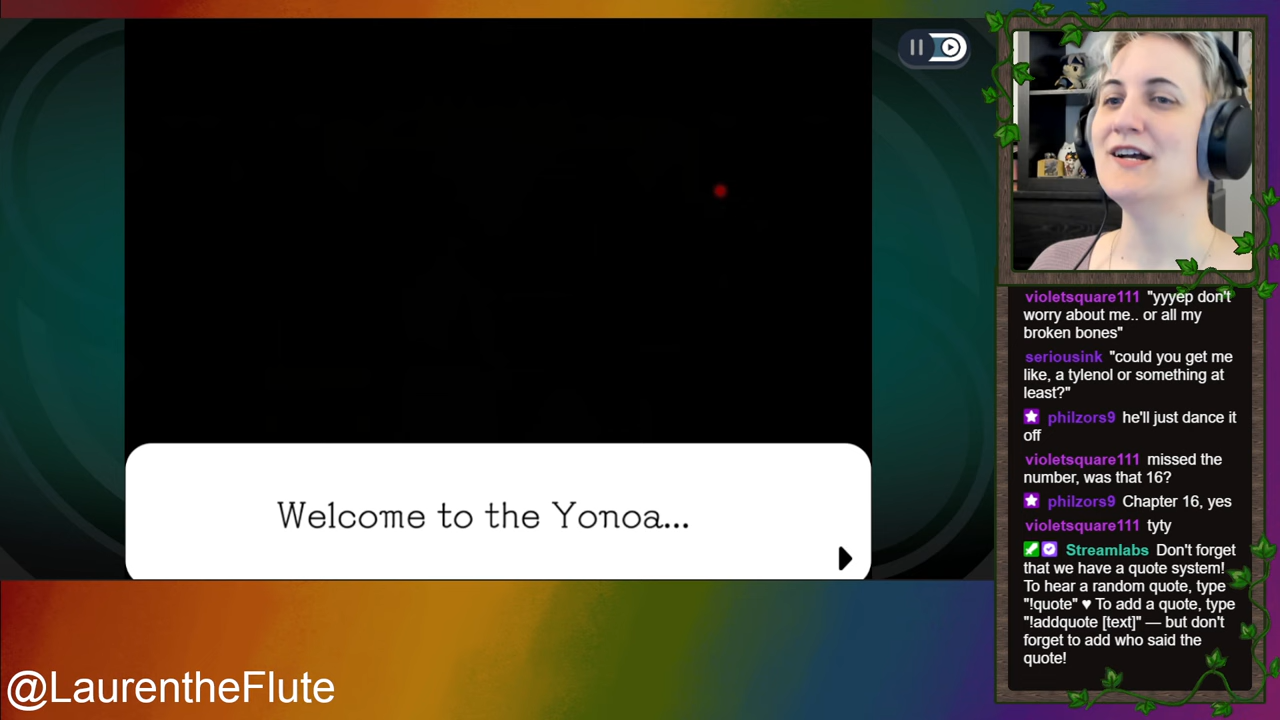 Welcome to the Yonoa...
violetsquare111 "yyyep don't
worry about me.. or all my
broken bones"
seriousink "could you get me
like, a tylenol or something at
least?"
philzors9 he'll just dance it
off
violetsquare111 missed the
number, was that 16?
philzors9 Chapter 16, yes
violetsquare111 tyty
Streamlabs Don't forget
that we have a quote system!
To hear a random quote, type
"!quote" ♥ To add a quote, type
"!addquote [text]" — but don't
forget to add who said the
quote!
@LaurentheFlute